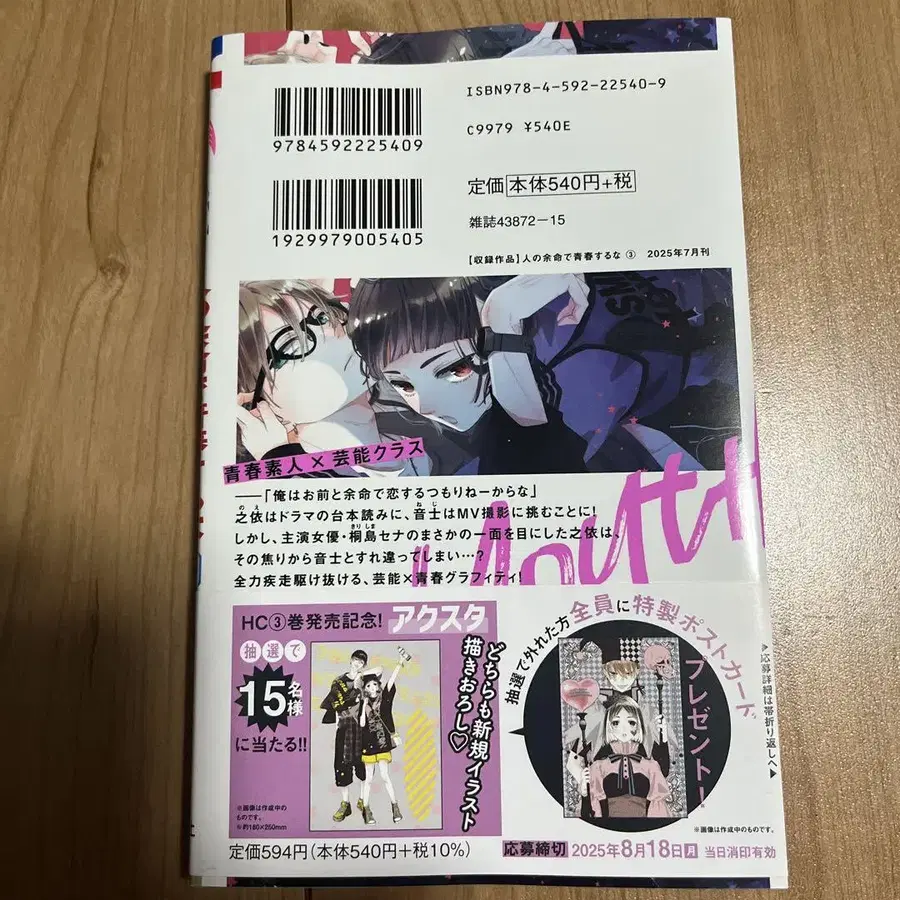 ISBN978-4-592-22540-9
9784592225409
C9979 ¥540E
定価 本体540円+税
1929979005405
雑誌43872-15
【収録作品】人の余命で青春するな ③ 2025年7月刊
青春素人×芸能クラス
――「俺はお前と余命で恋するつもりねーからな」
之依はドラマの台本読みに、音士はMV撮影に挑むことに!
のえ
ねじ
しかし、主演女優・桐島セナのまさかの一面を目にした之依は、
きりしま
その焦りから音士とすれ違ってしまい…?
全力疾走駆け抜ける、芸能×青春グラフィティ!
HC③巻発売記念! アクスタ
抽選で
15名様
に当たる!!
どちらも新規イラスト
描きおろし♡
※画像は作成中の
ものです。
※約180×250mm
抽選で外れた方
全員に特製ポストカード
プレゼント!
▲応募詳細は帯折り返しへ▶
※画像は作成中のものです。
定価594円(本体540円+税10%)
応募締切 2025年8月18日月 当日消印有効